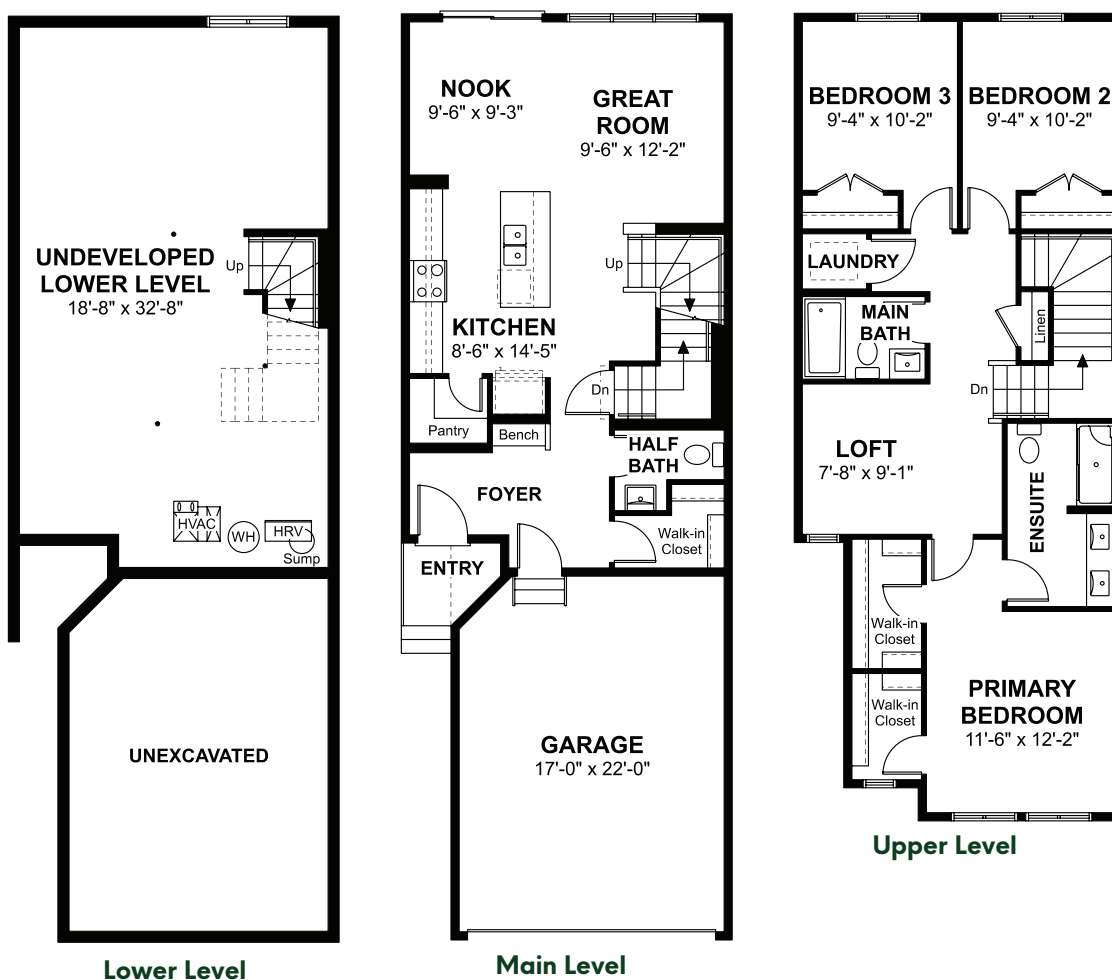 UNDEVELOPED
LOWER LEVEL
18'-8" x 32'-8"
Up
HVAC
WH
HRV
Sump
UNEXCAVATED
Lower Level
NOOK
9'-6" x 9'-3"
GREAT
ROOM
9'-6" x 12'-2"
Up
KITCHEN
8'-6" x 14'-5"
Dn
Pantry
Bench
HALF
BATH
FOYER
Walk-in
Closet
ENTRY
GARAGE
17'-0" x 22'-0"
Main Level
BEDROOM 3
9'-4" x 10'-2"
BEDROOM 2
9'-4" x 10'-2"
LAUNDRY
MAIN
BATH
Linen
Dn
LOFT
7'-8" x 9'-1"
ENSUITE
Walk-in
Closet
Walk-in
Closet
PRIMARY
BEDROOM
11'-6" x 12'-2"
Upper Level